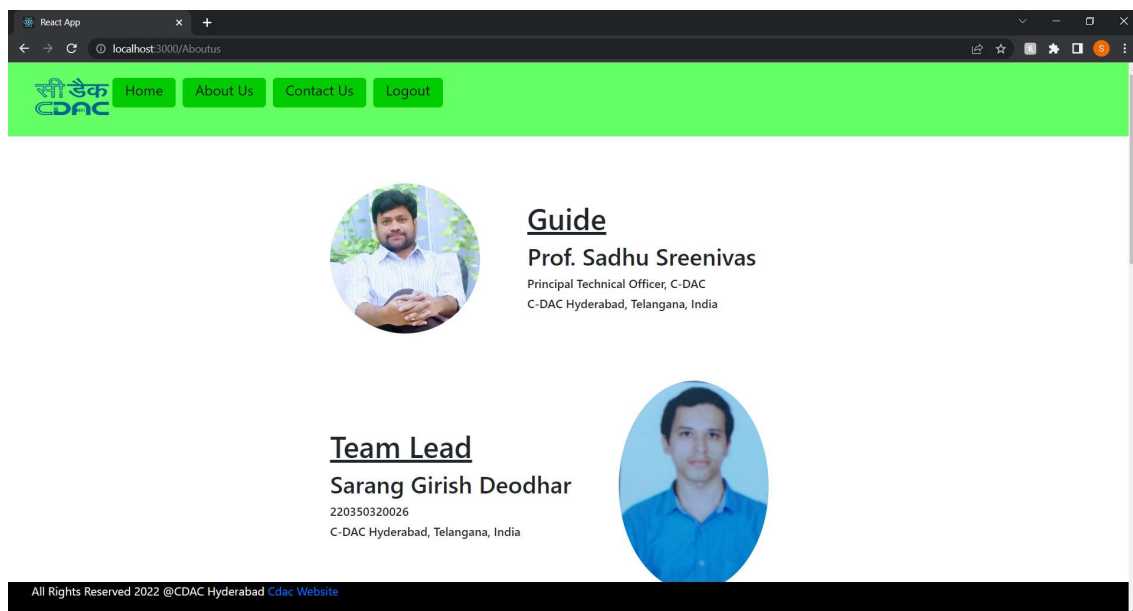 React App
localhost:3000/Aboutus
S
सी डैक
CDAC
Home About Us Contact Us Logout
Guide
Prof. Sadhu Sreenivas
Principal Technical Officer, C-DAC
C-DAC Hyderabad, Telangana, India
Team Lead
Sarang Girish Deodhar
220350320026
C-DAC Hyderabad, Telangana, India
All Rights Reserved 2022 @CDAC Hyderabad Cdac Website